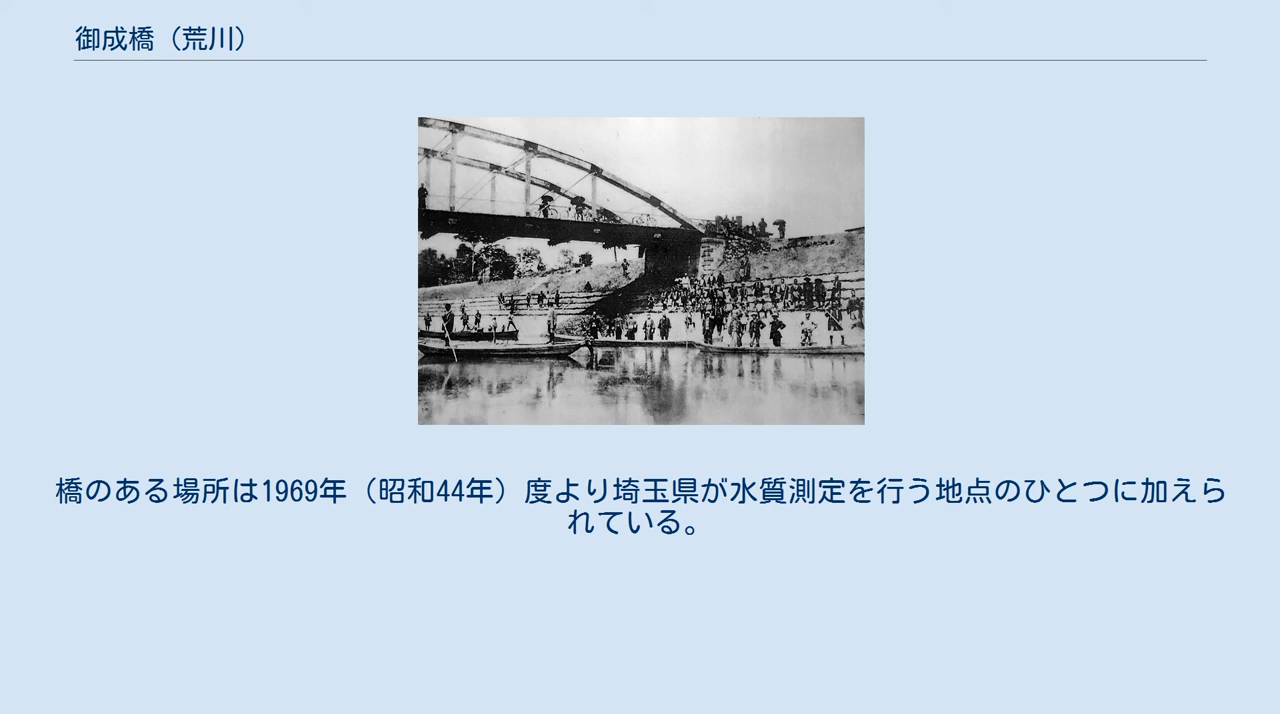 御成橋（荒川）
橋のある場所は1969年（昭和44年）度より埼玉県が水質測定を行う地点のひとつに加えら
れている。